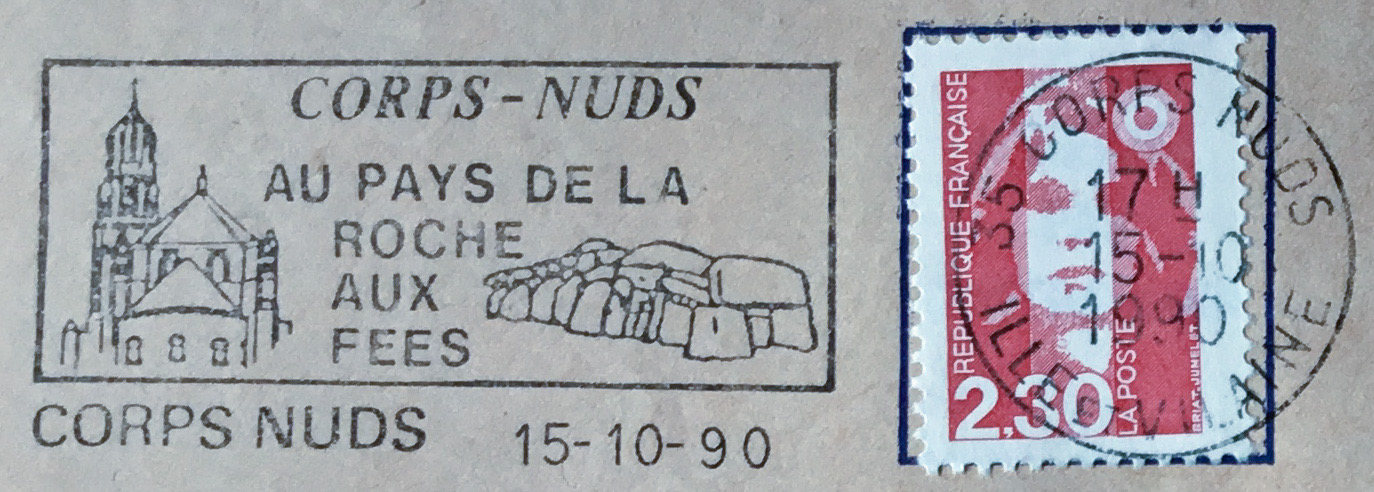 CORPS-NUDS
AU PAYS DE LA
ROCHE
AUX
FEES
CORPS NUDS 15-10-90
RÉPUBLIQUE FRANÇAISE
2,30
LA POSTE
BRIAT-JUMELET
35 CORPS NUDS
17 H
15-10
1990
ILLE ET VILAINE